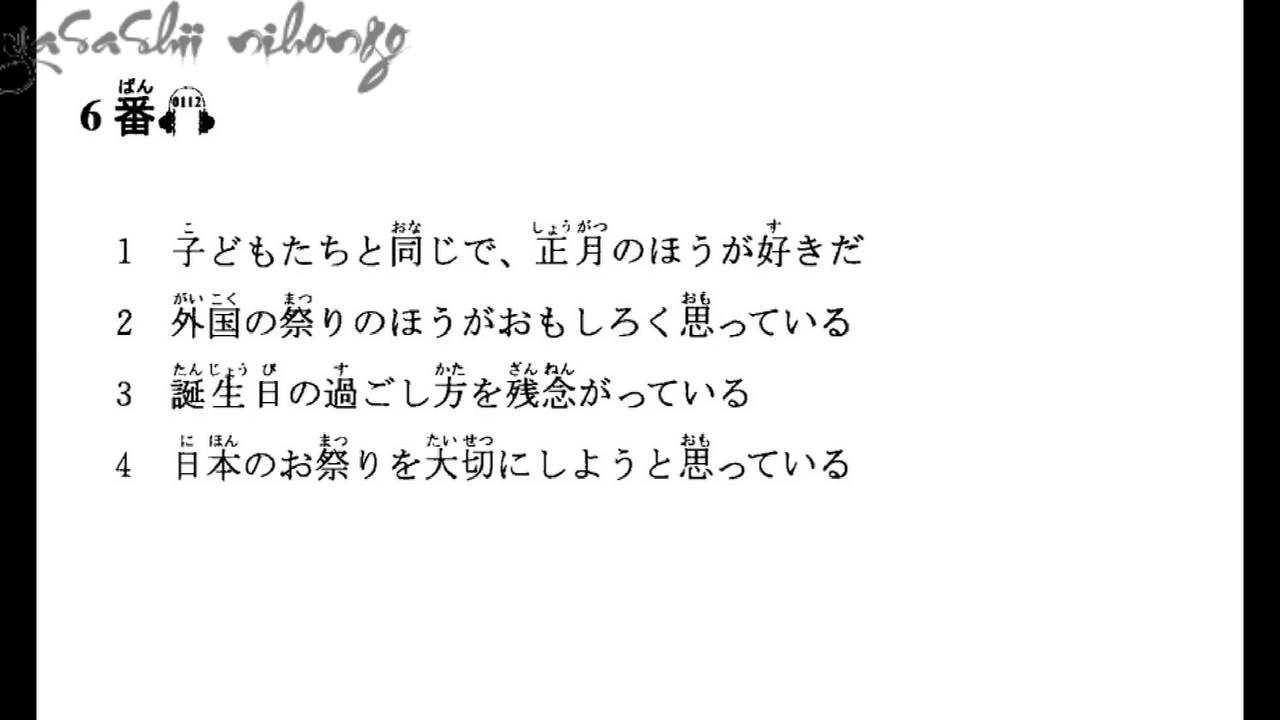 yasashii nihongo
6番 0112
1 子どもたちと同じで、正月のほうが好きだ
2 外国の祭りのほうがおもしろく思っている
3 誕生日の過ごし方を残念がっている
4 日本のお祭りを大切にしようと思っている